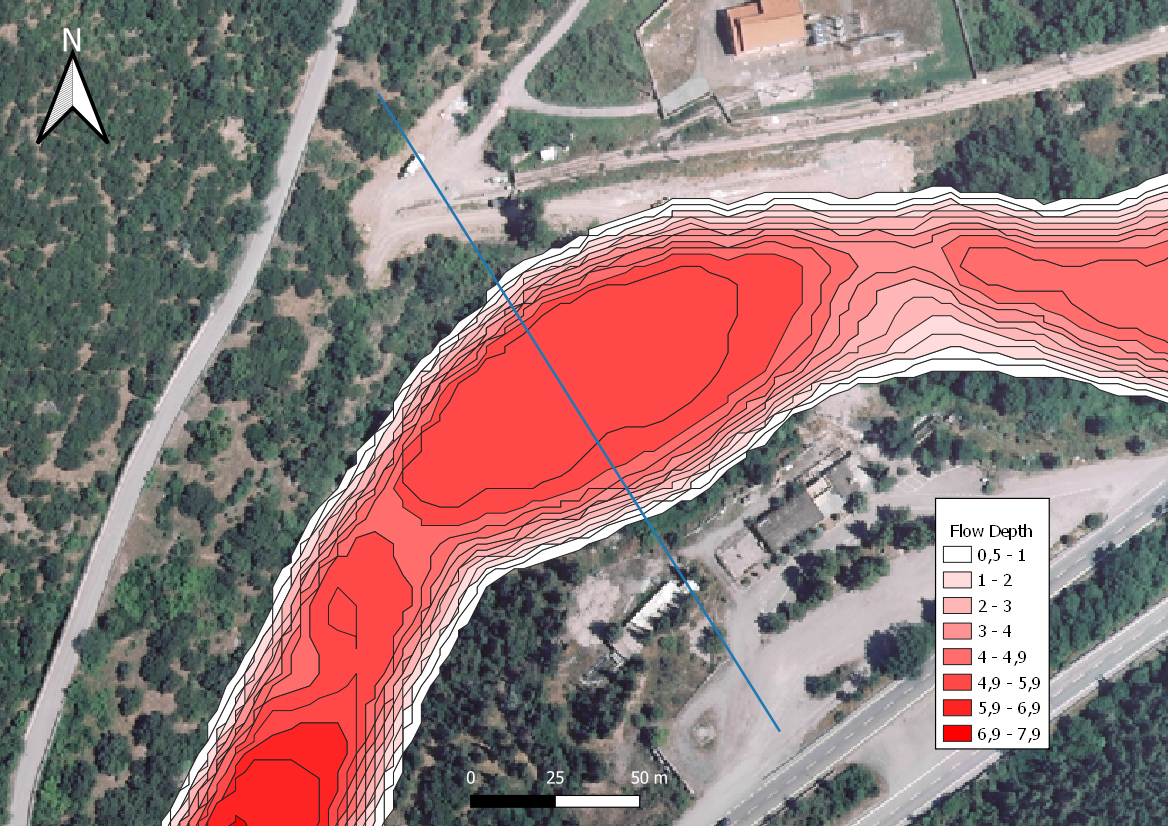 N
Flow Depth
0,5 - 1
1 - 2
2 - 3
3 - 4
4 - 4,9
4,9 - 5,9
5,9 - 6,9
6,9 - 7,9
0 25 50 m